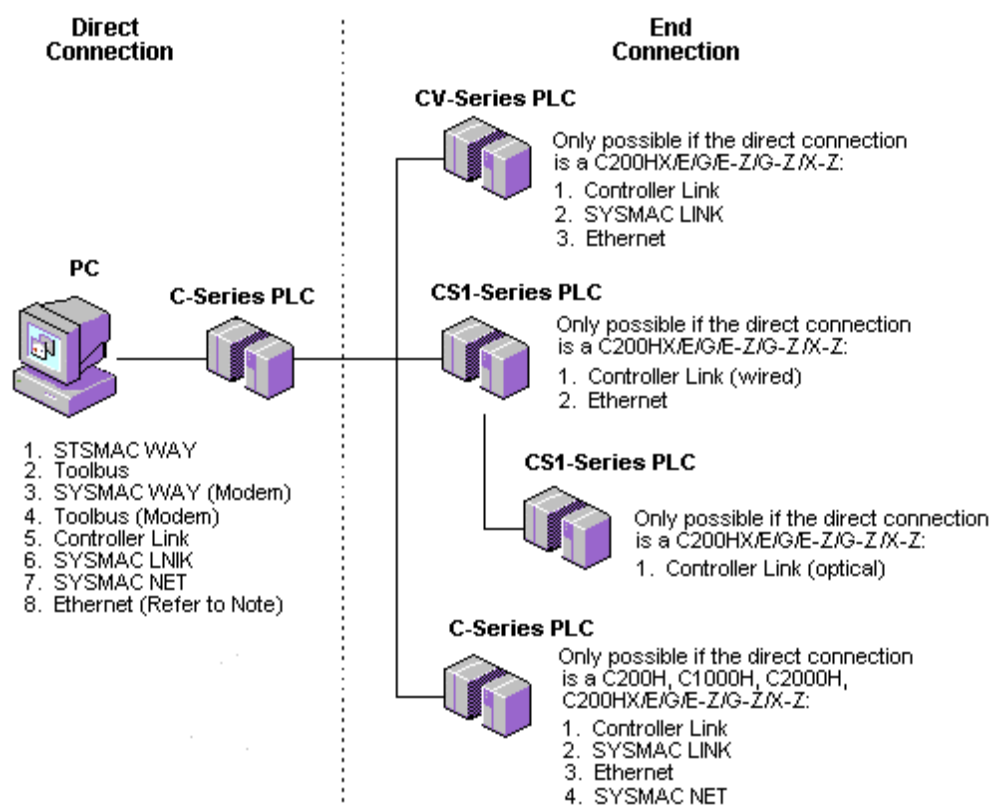 Direct
Connection
End
Connection
CV-Series PLC
Only possible if the direct connection
is a C200HX/E/G/E-Z/G-Z/X-Z:
1. Controller Link
2. SYSMAC LINK
3. Ethernet
PC
C-Series PLC
CS1-Series PLC
Only possible if the direct connection
is a C200HX/E/G/E-Z/G-Z/X-Z:
1. Controller Link (wired)
2. Ethernet
1. STSMAC WAY
2. Toolbus
3. SYSMAC WAY (Modem)
4. Toolbus (Modem)
5. Controller Link
6. SYSMAC LNIK
7. SYSMAC NET
8. Ethernet (Refer to Note)
CS1-Series PLC
Only possible if the direct connection
is a C200HX/E/G/E-Z/G-Z/X-Z:
1. Controller Link (optical)
C-Series PLC
Only possible if the direct connection
is a C200H, C1000H, C2000H,
C200HX/E/G/E-Z/G-Z/X-Z:
1. Controller Link
2. SYSMAC LINK
3. Ethernet
4. SYSMAC NET